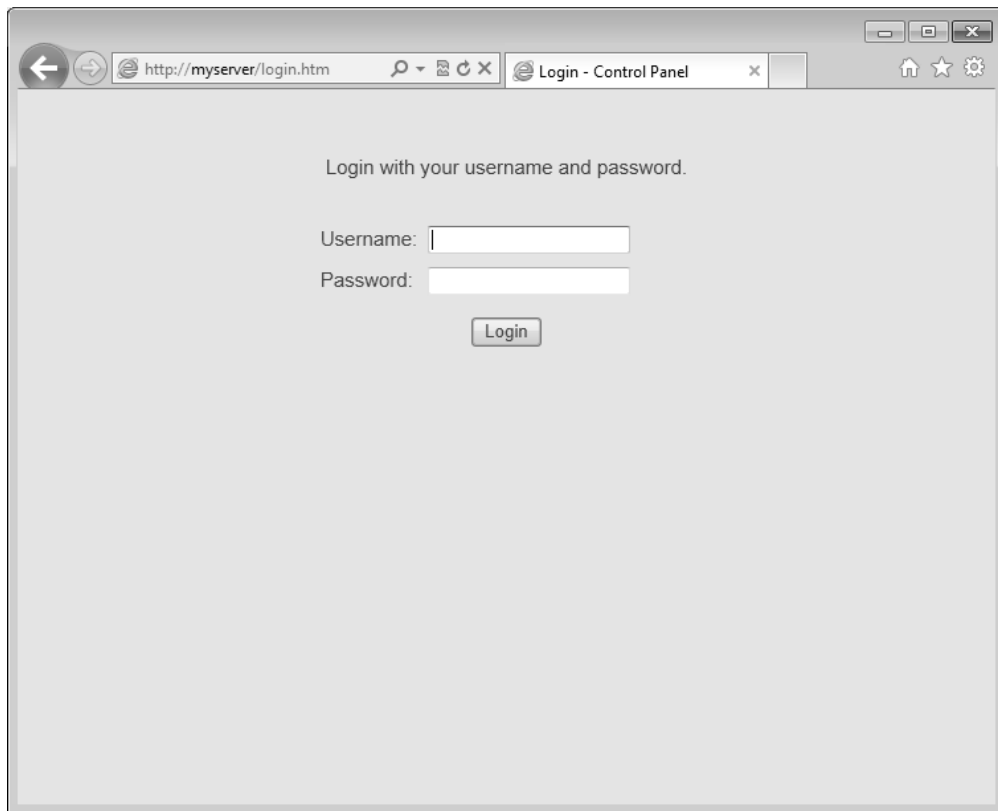 http://myserver/login.htm
Login - Control Panel
Login with your username and password.
Username:
Password:
Login